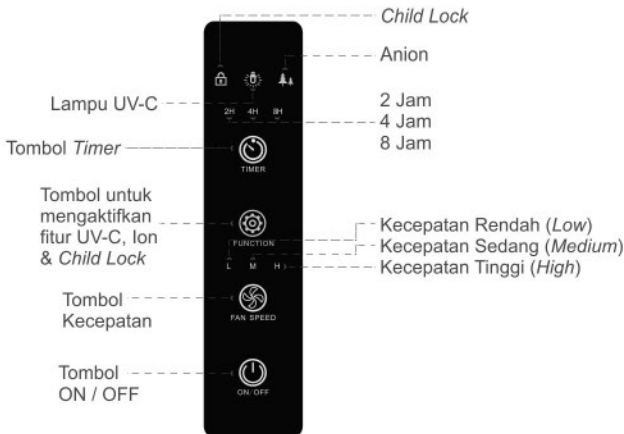 Child Lock
Anion
Lampu UV-C
2 Jam
4 Jam
8 Jam
2H 4H 8H
Tombol Timer
TIMER
Tombol untuk
mengaktifkan
fitur UV-C, Ion
& Child Lock
FUNCTION
Kecepatan Rendah (Low)
Kecepatan Sedang (Medium)
Kecepatan Tinggi (High)
L M H
Tombol
Kecepatan
FAN SPEED
Tombol
ON / OFF
ON/OFF